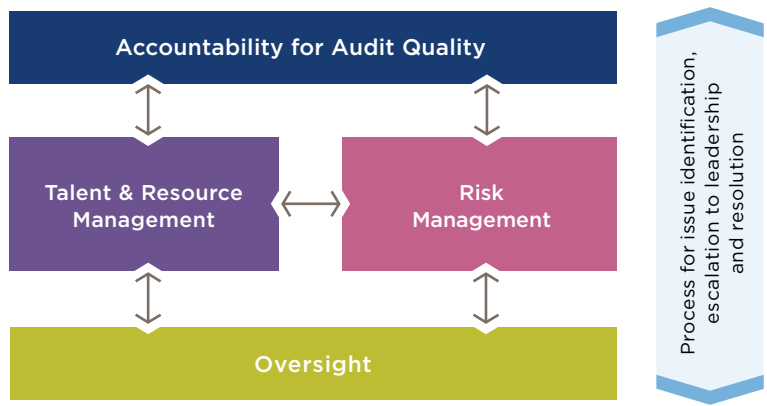 Accountability for Audit Quality
Talent & Resource
Management
Risk
Management
Oversight
Process for issue identification,
escalation to leadership
and resolution